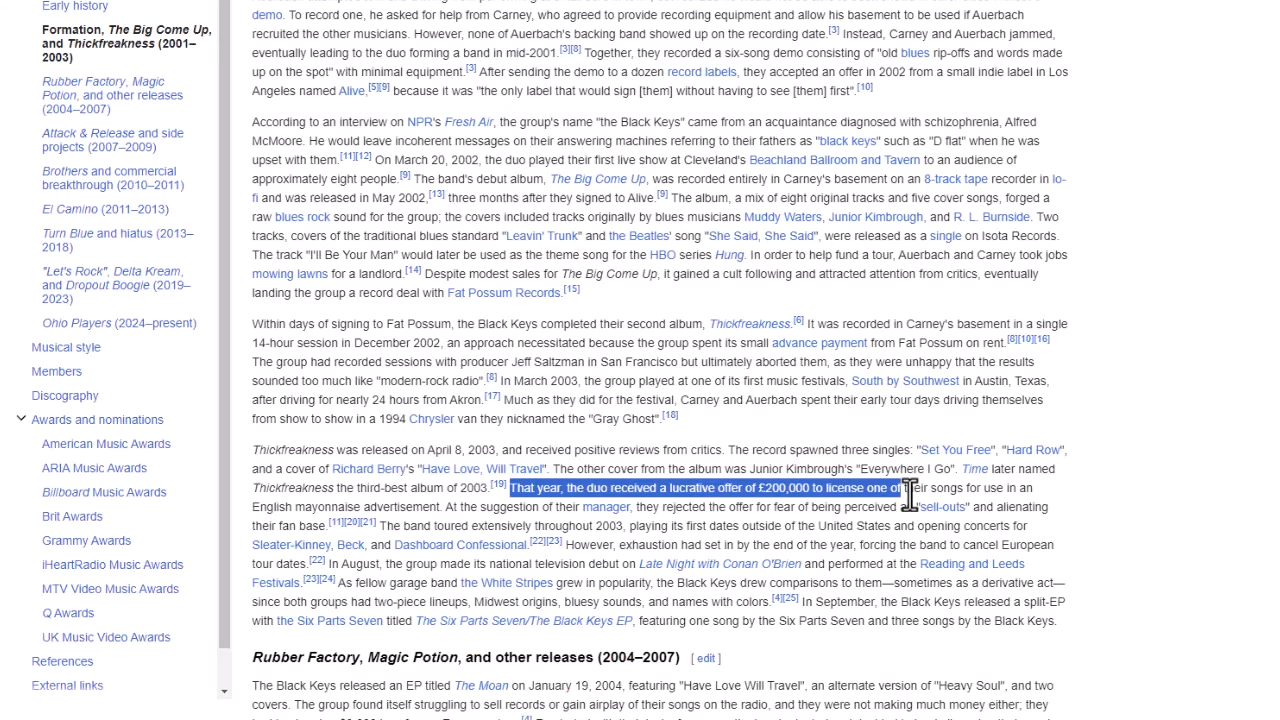 Early history
Formation, The Big Come Up,
and Thickfreakness (2001–
2003)
Rubber Factory, Magic
Potion, and other releases
(2004–2007)
Attack & Release and side
projects (2007–2009)
Brothers and commercial
breakthrough (2010–2011)
El Camino (2011–2013)
Turn Blue and hiatus (2013–
2018)
"Let's Rock", Delta Kream,
and Dropout Boogie (2019–
2023)
Ohio Players (2024–present)
Musical style
Members
Discography
Awards and nominations
American Music Awards
ARIA Music Awards
Billboard Music Awards
Brit Awards
Grammy Awards
iHeartRadio Music Awards
MTV Video Music Awards
Q Awards
UK Music Video Awards
References
External links
demo. To record one, he asked for help from Carney, who agreed to provide recording equipment and allow his basement to be used if Auerbach
recruited the other musicians. However, none of Auerbach's backing band showed up on the recording date.[3] Instead, Carney and Auerbach jammed,
eventually leading to the duo forming a band in mid-2001.[3][8] Together, they recorded a six-song demo consisting of "old blues rip-offs and words made
up on the spot" with minimal equipment.[3] After sending the demo to a dozen record labels, they accepted an offer in 2002 from a small indie label in Los
Angeles named Alive,[5][9] because it was "the only label that would sign [them] without having to see [them] first".[10]
According to an interview on NPR's Fresh Air, the group's name "the Black Keys" came from an acquaintance diagnosed with schizophrenia, Alfred
McMoore. He would leave incoherent messages on their answering machines referring to their fathers as "black keys" such as "D flat" when he was
upset with them.[11][12] On March 20, 2002, the duo played their first live show at Cleveland's Beachland Ballroom and Tavern to an audience of
approximately eight people.[9] The band's debut album, The Big Come Up, was recorded entirely in Carney's basement on an 8-track tape recorder in lo-
fi and was released in May 2002,[13] three months after they signed to Alive.[9] The album, a mix of eight original tracks and five cover songs, forged a
raw blues rock sound for the group; the covers included tracks originally by blues musicians Muddy Waters, Junior Kimbrough, and R. L. Burnside. Two
tracks, covers of the traditional blues standard "Leavin' Trunk" and the Beatles' song "She Said, She Said", were released as a single on Isota Records.
The track "I'll Be Your Man" would later be used as the theme song for the HBO series Hung. In order to help fund a tour, Auerbach and Carney took jobs
mowing lawns for a landlord.[14] Despite modest sales for The Big Come Up, it gained a cult following and attracted attention from critics, eventually
landing the group a record deal with Fat Possum Records.[15]
Within days of signing to Fat Possum, the Black Keys completed their second album, Thickfreakness.[6] It was recorded in Carney's basement in a single
14-hour session in December 2002, an approach necessitated because the group spent its small advance payment from Fat Possum on rent.[8][10][16]
The group had recorded sessions with producer Jeff Saltzman in San Francisco but ultimately aborted them, as they were unhappy that the results
sounded too much like "modern-rock radio".[8] In March 2003, the group played at one of its first music festivals, South by Southwest in Austin, Texas,
after driving for nearly 24 hours from Akron.[17] Much as they did for the festival, Carney and Auerbach spent their early tour days driving themselves
from show to show in a 1994 Chrysler van they nicknamed the "Gray Ghost".[18]
Thickfreakness was released on April 8, 2003, and received positive reviews from critics. The record spawned three singles: "Set You Free", "Hard Row",
and a cover of Richard Berry's "Have Love, Will Travel". The other cover from the album was Junior Kimbrough's "Everywhere I Go". Time later named
Thickfreakness the third-best album of 2003.[19] That year, the duo received a lucrative offer of £200,000 to license one of their songs for use in an
English mayonnaise advertisement. At the suggestion of their manager, they rejected the offer for fear of being perceived "sell-outs" and alienating
their fan base.[11][20][21] The band toured extensively throughout 2003, playing its first dates outside of the United States and opening concerts for
Sleater-Kinney, Beck, and Dashboard Confessional.[22][23] However, exhaustion had set in by the end of the year, forcing the band to cancel European
tour dates.[22] In August, the group made its national television debut on Late Night with Conan O'Brien and performed at the Reading and Leeds
Festivals.[23][24] As fellow garage band the White Stripes grew in popularity, the Black Keys drew comparisons to them—sometimes as a derivative act—
since both groups had two-piece lineups, Midwest origins, bluesy sounds, and names with colors.[4][25] In September, the Black Keys released a split-EP
with the Six Parts Seven titled The Six Parts Seven/The Black Keys EP, featuring one song by the Six Parts Seven and three songs by the Black Keys.
Rubber Factory, Magic Potion, and other releases (2004–2007) [ edit ]
The Black Keys released an EP titled The Moan on January 19, 2004, featuring "Have Love Will Travel", an alternate version of "Heavy Soul", and two
covers. The group found itself struggling to sell records or gain airplay of their songs on the radio, and they were not making much money either; they